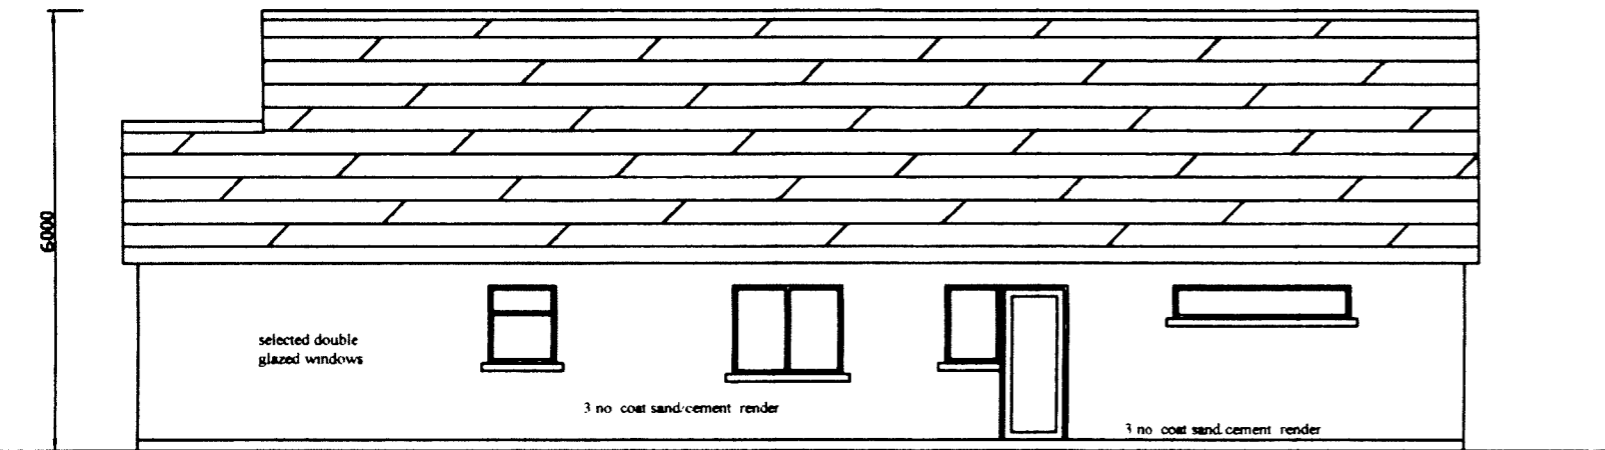 6000
selected double
glazed windows
3 no coat sand/cement render
3 no coat sand cement render